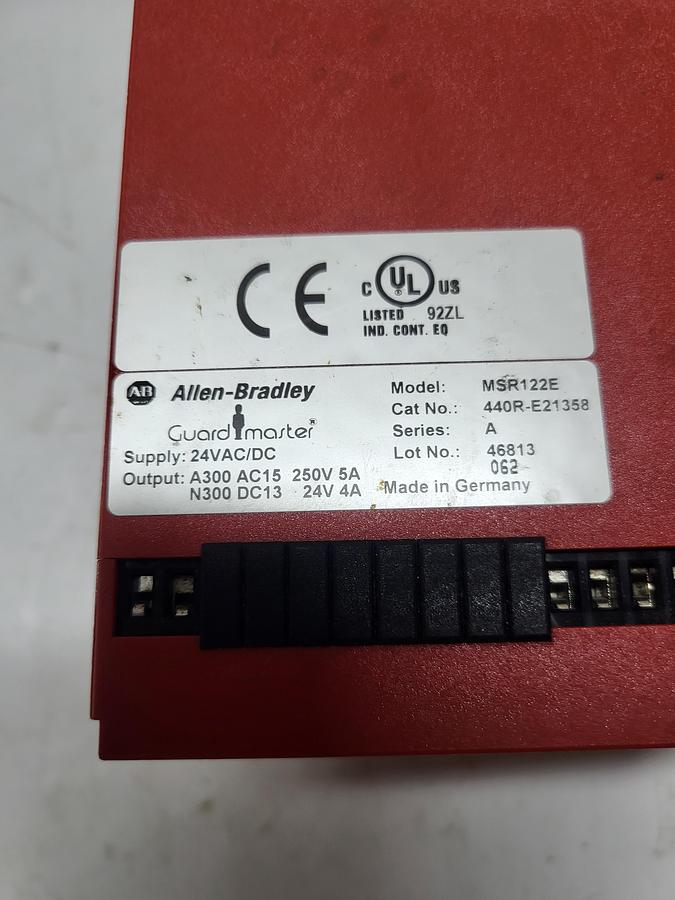 CE
C UL® US
LISTED 92ZL
IND. CONT. EQ
AB Allen-Bradley
Guardmaster®
Supply: 24VAC/DC
Output: A300 AC15 250V 5A
N300 DC13 24V 4A
Model: MSR122E
Cat No.: 440R-E21358
Series: A
Lot No.: 46813
062
Made in Germany